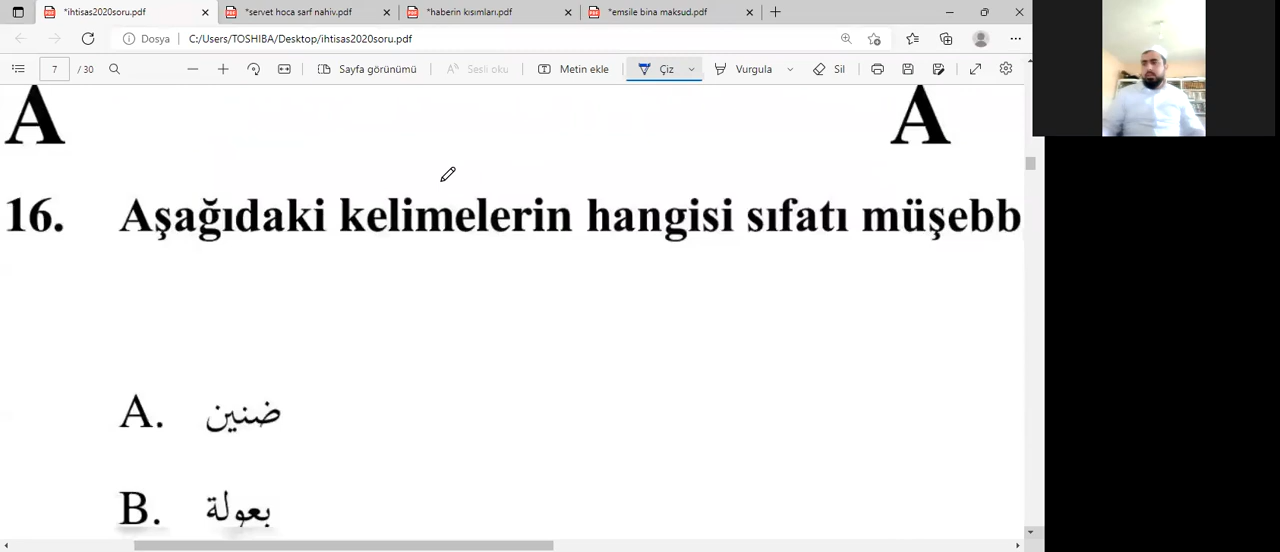 *ihtisas2020soru.pdf
*servet hoca sarf nahiv.pdf
*haberin kısımları.pdf
*emsile bina maksud.pdf
Dosya C:/Users/TOSHIBA/Desktop/ihtisas2020soru.pdf
7 / 30 Sayfa görünümü Sesli oku Metin ekle Çiz Vurgula Sil
A A
16. Aşağıdaki kelimelerin hangisi sıfatı müşebb
A. ضنين
B. بعولة